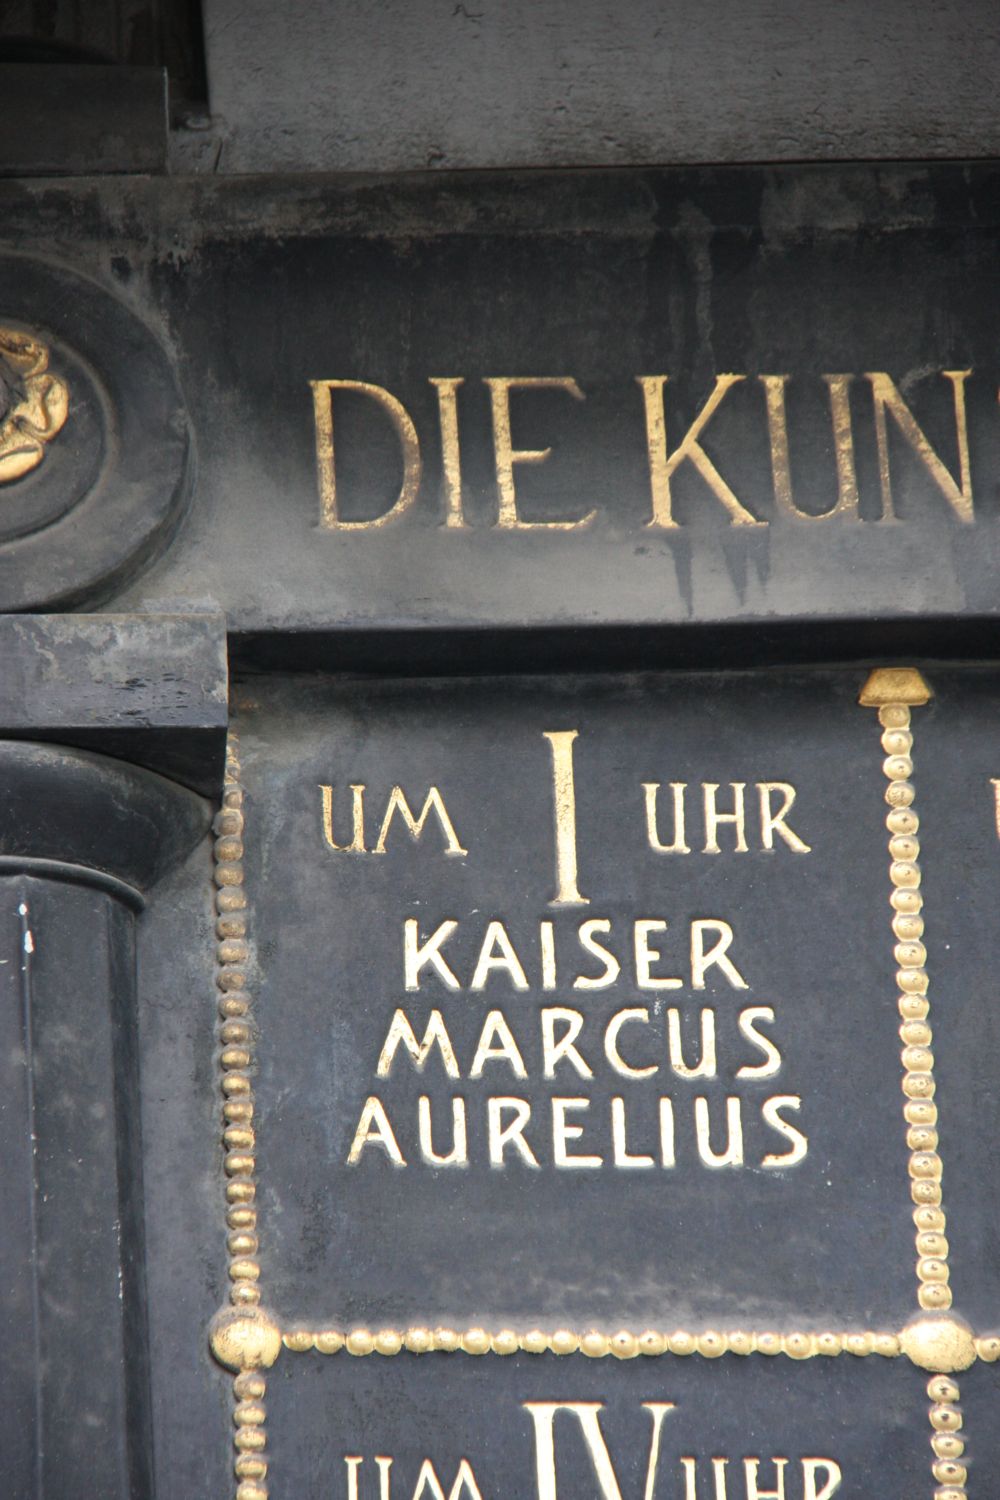 DIE KUN
UM I UHR
KAISER
MARCUS
AURELIUS
UM IV UHR